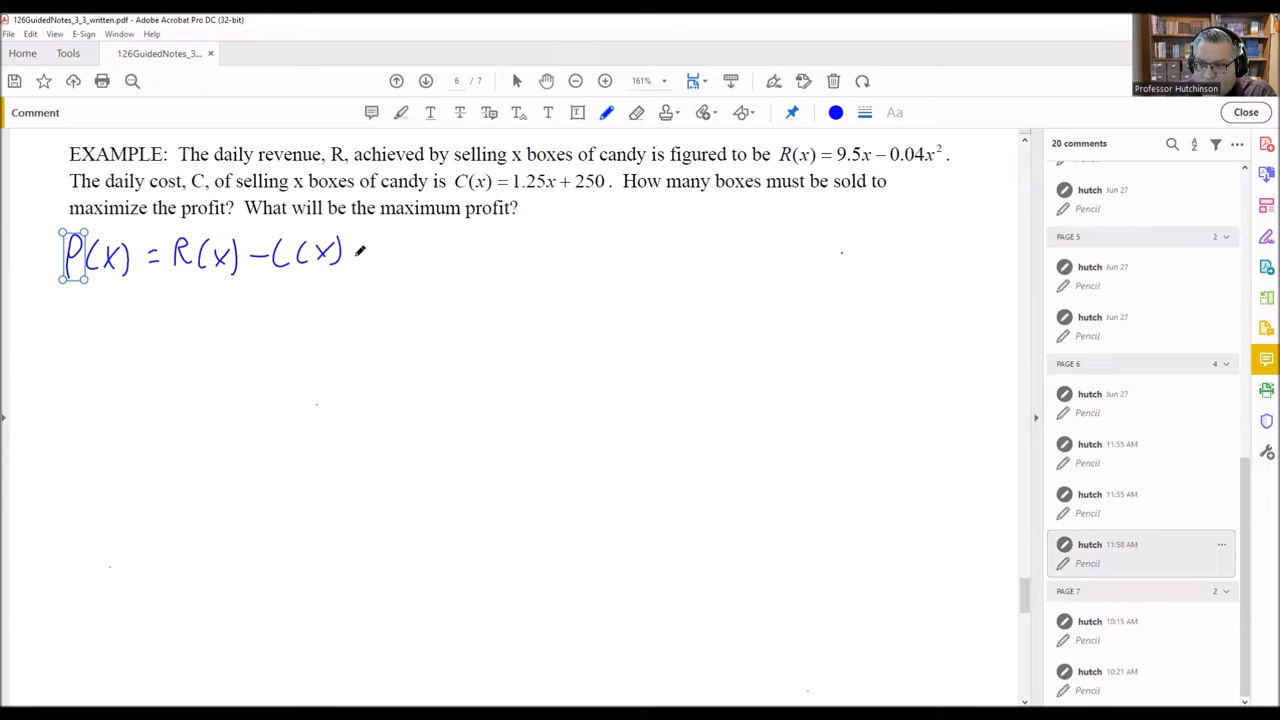 126GuidedNotes_3_3_written.pdf - Adobe Acrobat Pro DC (32-bit)
File Edit View E-Sign Window Help
Home Tools 126GuidedNotes_3... ×
6 / 7 161%
Professor Hutchinson
Comment Aa Close
EXAMPLE: The daily revenue, R, achieved by selling x boxes of candy is figured to be R(x) = 9.5x − 0.04x².
The daily cost, C, of selling x boxes of candy is C(x) = 1.25x + 250. How many boxes must be sold to
maximize the profit? What will be the maximum profit?
P(x) = R(x) − C(x)
20 comments
Pencil
hutch Jun 27
Pencil
PAGE 5 2
hutch Jun 27
Pencil
hutch Jun 27
Pencil
PAGE 6 4
hutch Jun 27
Pencil
hutch 11:55 AM
Pencil
hutch 11:55 AM
Pencil
hutch 11:58 AM
Pencil
PAGE 7 2
hutch 10:15 AM
Pencil
hutch 10:21 AM
Pencil